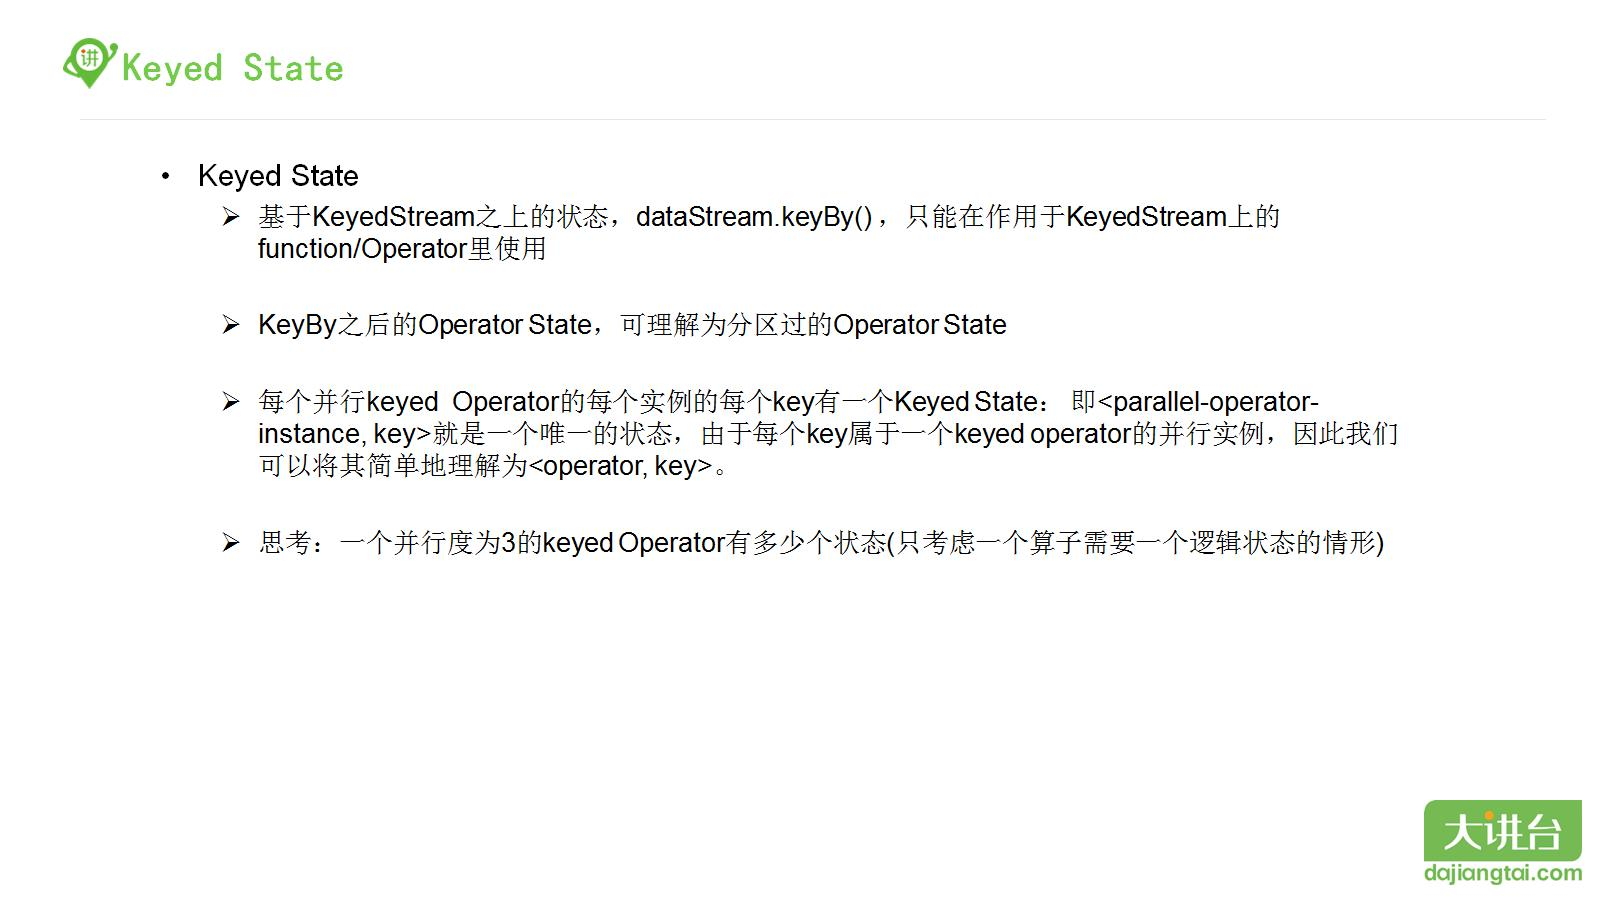 讲
Keyed State
• Keyed State
➢ 基于KeyedStream之上的状态，dataStream.keyBy() ，只能在作用于KeyedStream上的
function/Operator里使用
➢ KeyBy之后的Operator State，可理解为分区过的Operator State
➢ 每个并行keyed Operator的每个实例的每个key有一个Keyed State： 即<parallel-operator-
instance, key>就是一个唯一的状态，由于每个key属于一个keyed operator的并行实例，因此我们
可以将其简单地理解为<operator, key>。
➢ 思考：一个并行度为3的keyed Operator有多少个状态(只考虑一个算子需要一个逻辑状态的情形)
大讲台
dajiangtai.com